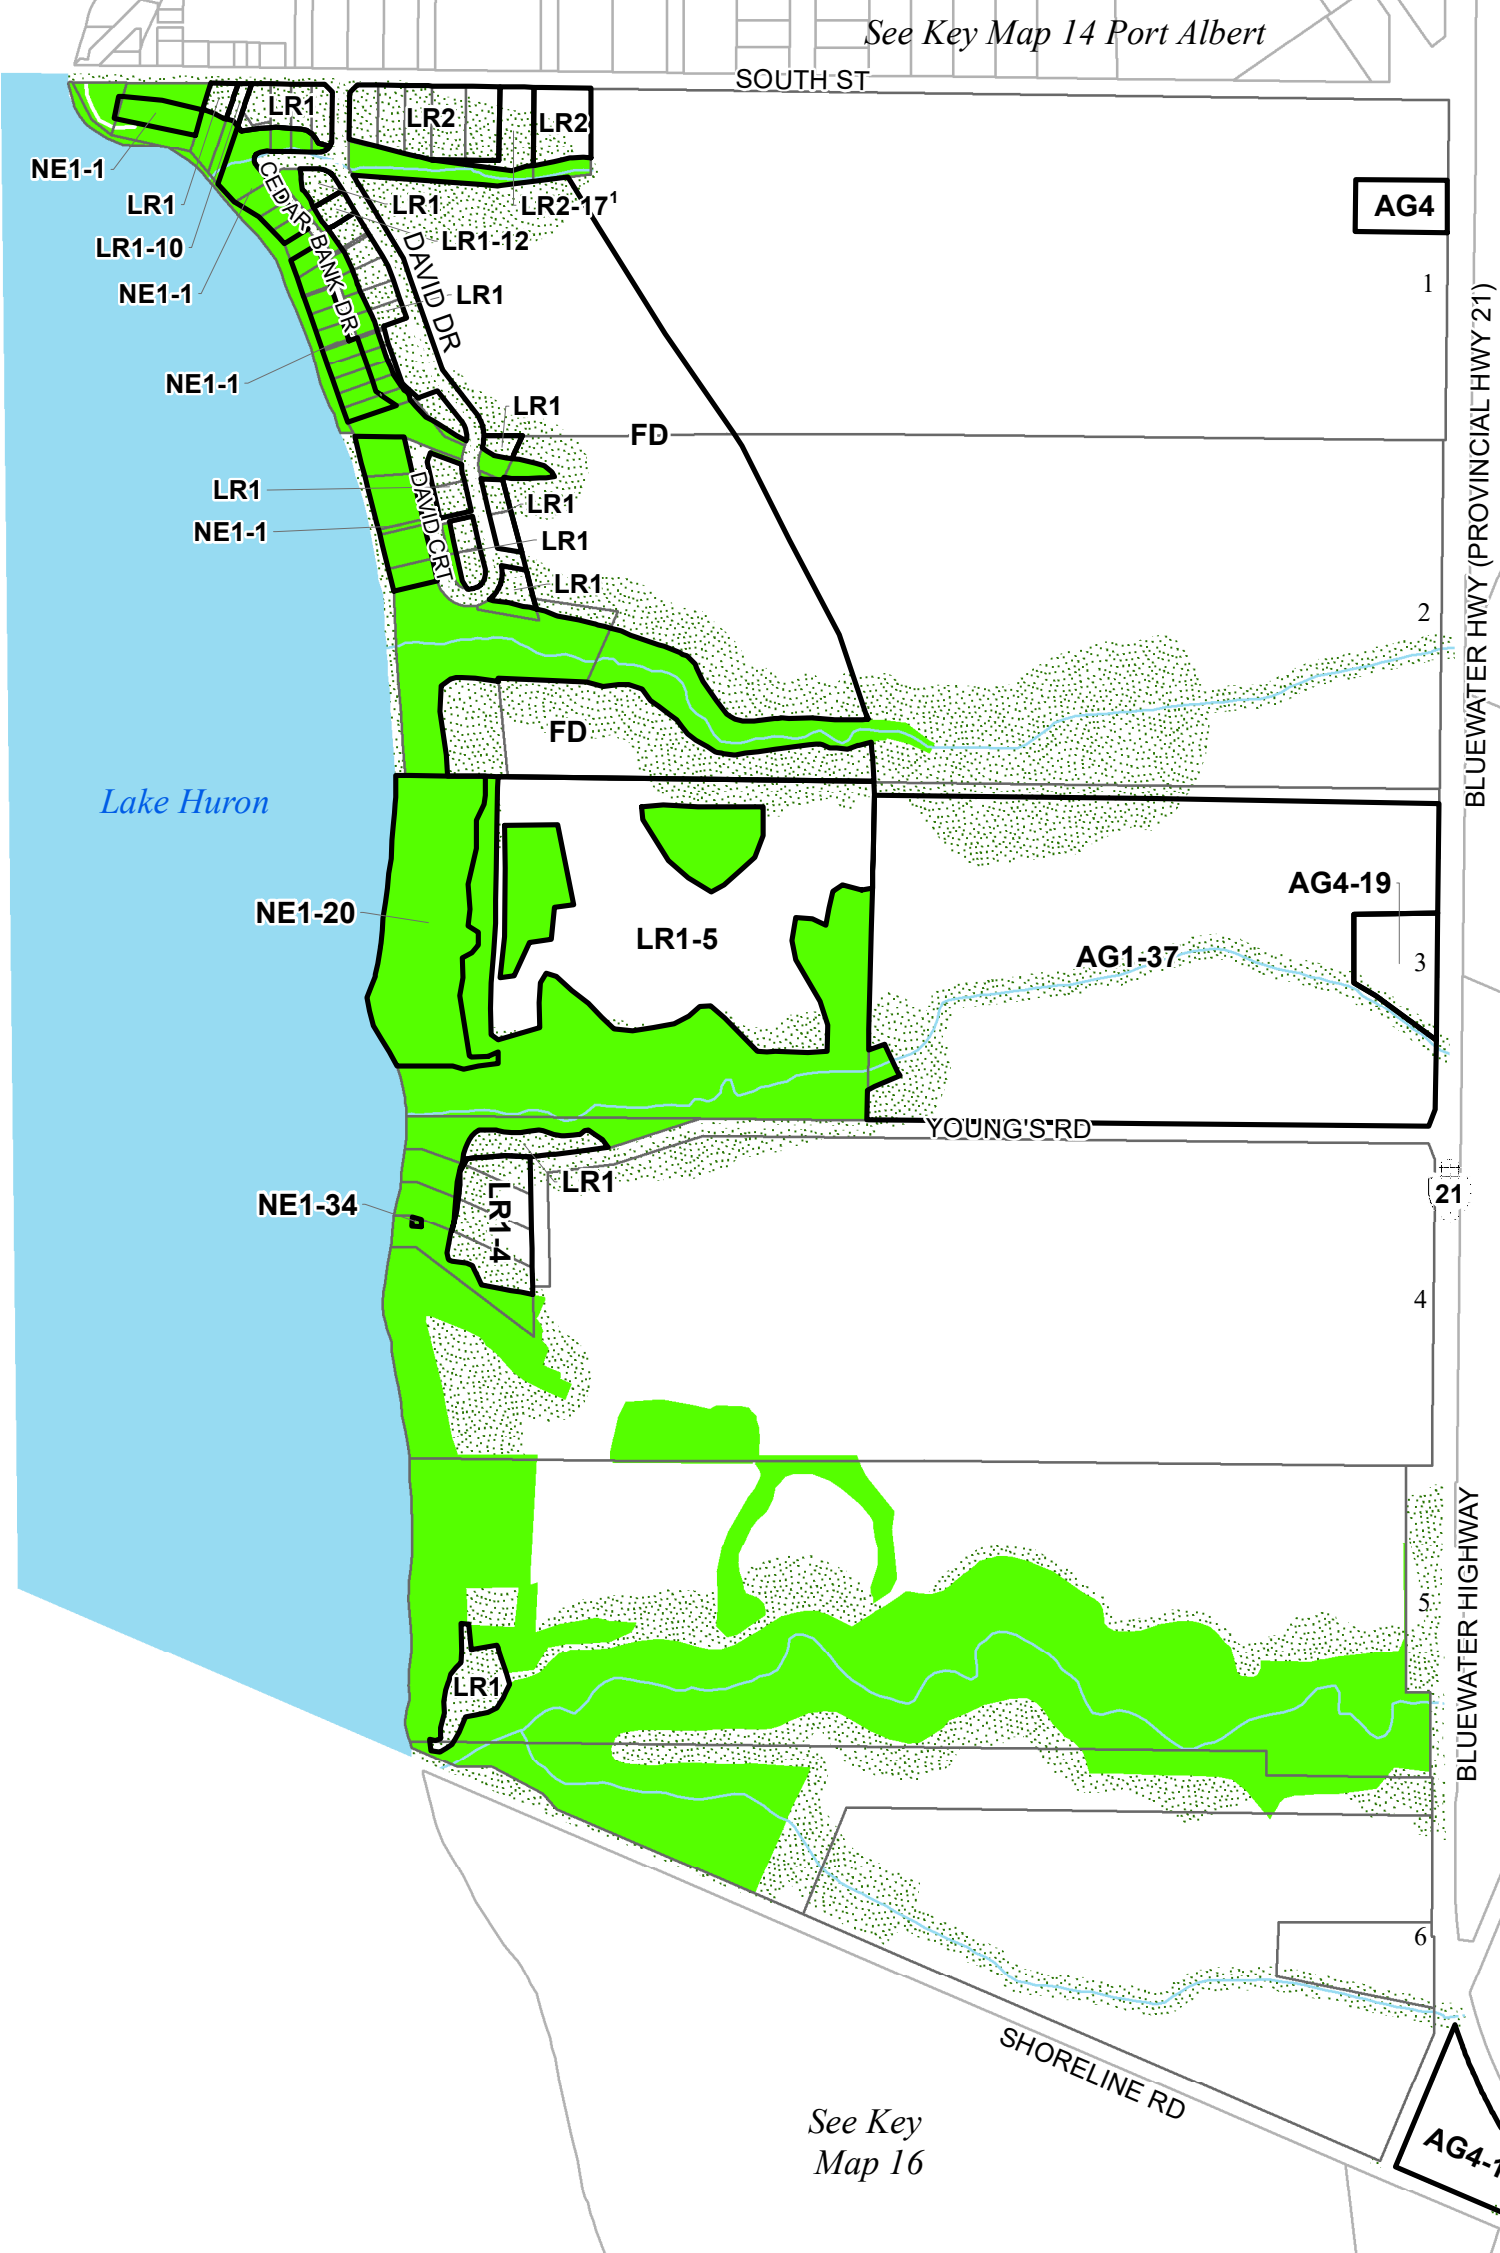 See Key Map 14 Port Albert
SOUTH ST
LR1
LR2
LR2
NE1-1
LR1
LR1-10
NE1-1
CEDAR BANK DR
LR1
LR2-17¹
AG4
LR1-12
DAVID DR
1
LR1
NE1-1
BLUEWATER HWY (PROVINCIAL HWY 21)
LR1
FD
LR1
NE1-1
DAVID CRT
LR1
LR1
LR1
2
FD
Lake Huron
AG4-19
NE1-20
LR1-5
AG1-37
3
YOUNG'S RD
LR1
21
NE1-34
LR1-4
4
BLUEWATER HIGHWAY
5
LR1
6
SHORELINE RD
See Key
Map 16
AG4-1